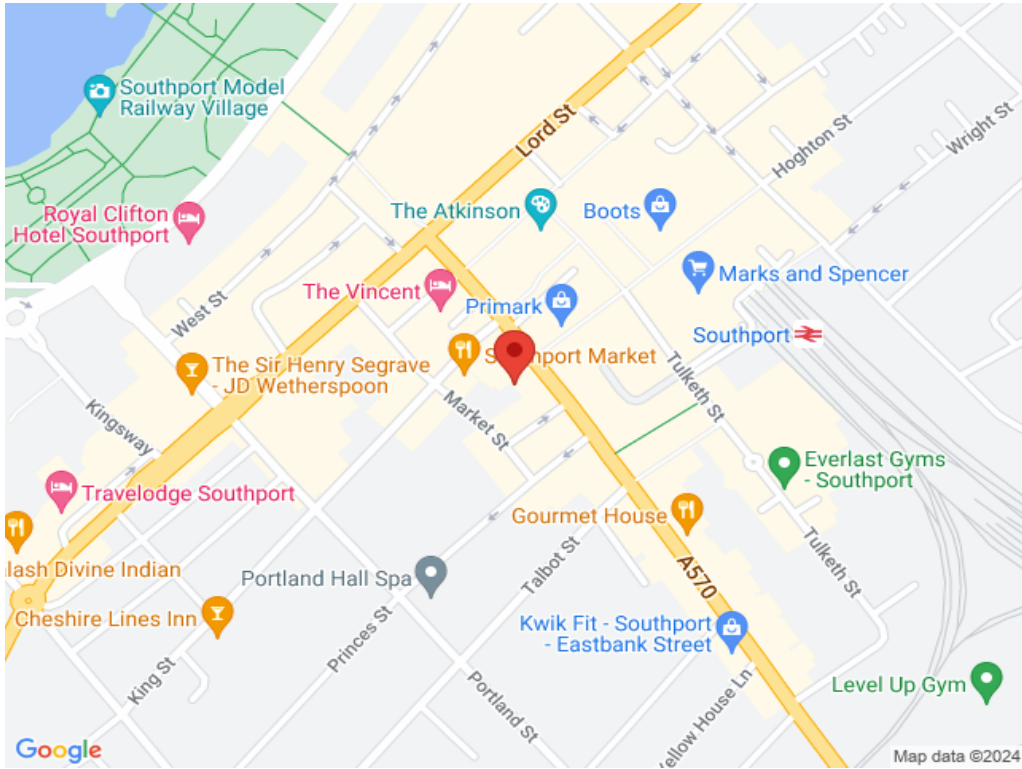 Southport Model
Railway Village
Lord St
Hoghton St
Wright St
Royal Clifton
Hotel Southport
The Atkinson
Boots
Marks and Spencer
The Vincent
Primark
West St
Southport
The Sir Henry Segrave
- JD Wetherspoon
Market
Tulketh St
Market St
Kingsway
Everlast Gyms
- Southport
Travelodge Southport
Gourmet House
Tulketh St
Divine Indian
Portland Hall Spa
Talbot St
A570
Cheshire Lines Inn
Princes St
Kwik Fit - Southport
- Eastbank Street
King St
Portland St
Level Up Gym
House Ln
Google
Map data ©2024